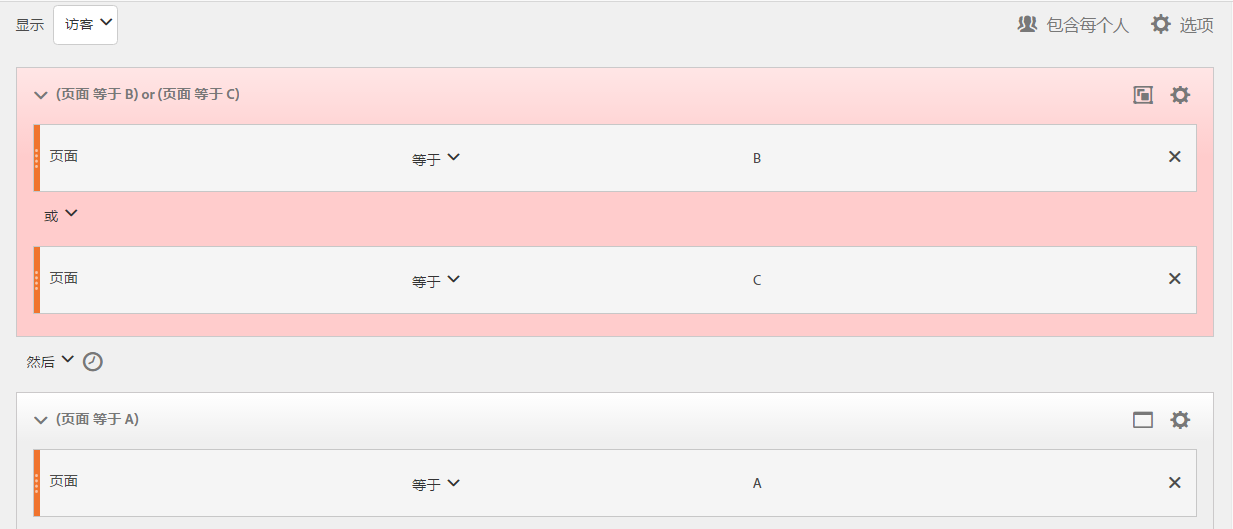 显示 访客 包含每个人 选项
(页面 等于 B) or (页面 等于 C)
页面 等于 B
或
页面 等于 C
然后
(页面 等于 A)
页面 等于 A